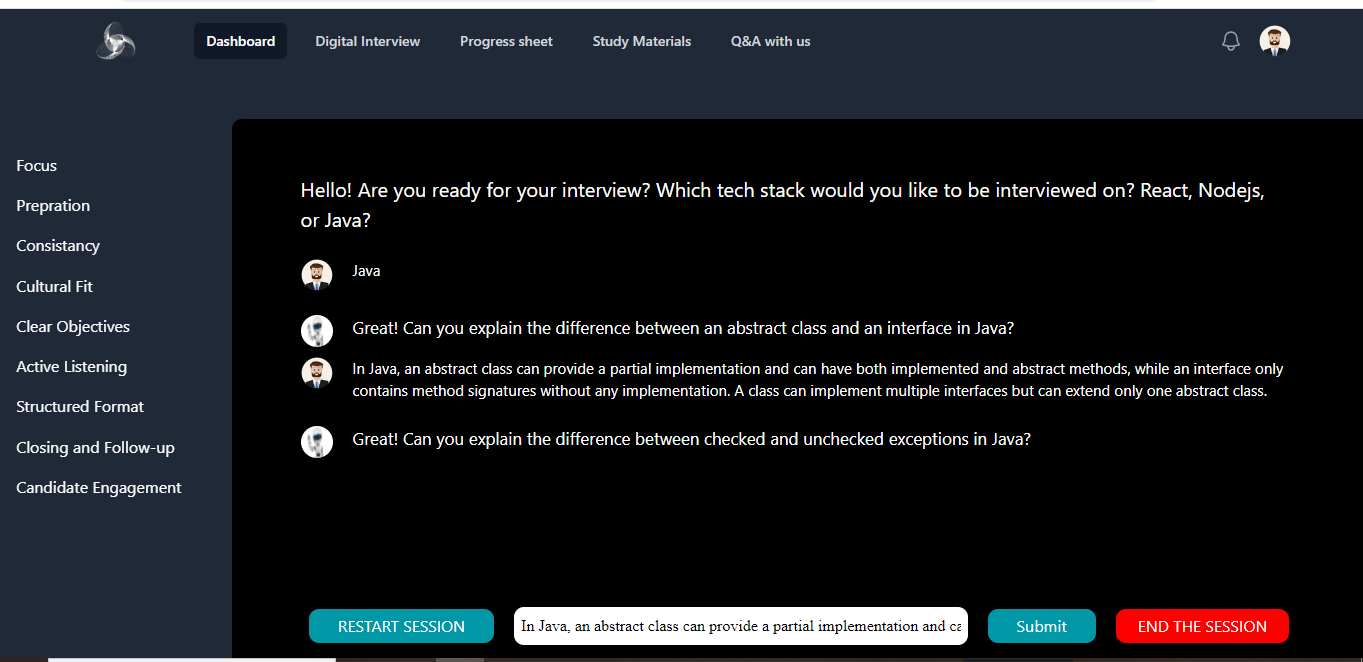 Dashboard
Digital Interview
Progress sheet
Study Materials
Q&A with us
Focus
Prepration
Consistancy
Cultural Fit
Clear Objectives
Active Listening
Structured Format
Closing and Follow-up
Candidate Engagement
Hello! Are you ready for your interview? Which tech stack would you like to be interviewed on? React, Nodejs,
or Java?
Java
Great! Can you explain the difference between an abstract class and an interface in Java?
In Java, an abstract class can provide a partial implementation and can have both implemented and abstract methods, while an interface only
contains method signatures without any implementation. A class can implement multiple interfaces but can extend only one abstract class.
Great! Can you explain the difference between checked and unchecked exceptions in Java?
RESTART SESSION
In Java, an abstract class can provide a partial implementation and ca
Submit
END THE SESSION